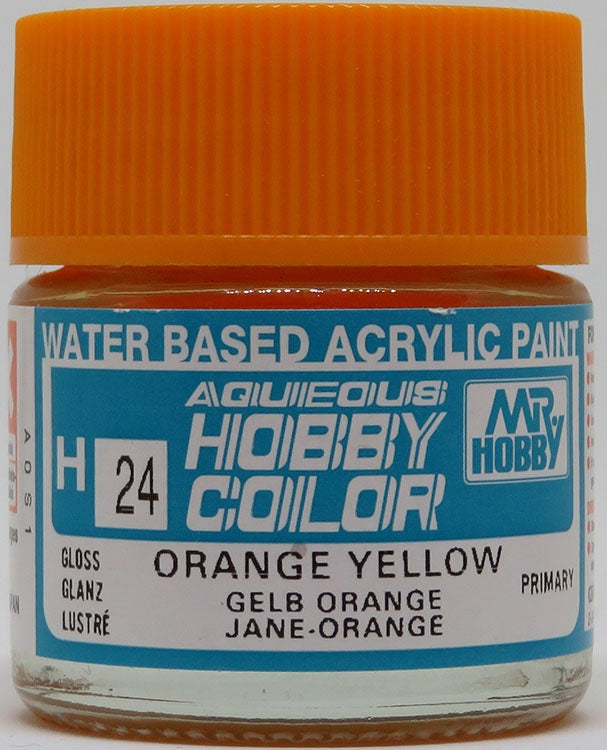 WATER BASED ACRYLIC PAINT
AQUEOUS
HOBBY
COLOR
MR.
HOBBY
H 24
GLOSS
GLANZ
LUSTRÉ
ORANGE YELLOW
GELB ORANGE
JANE-ORANGE
PRIMARY
A0S1